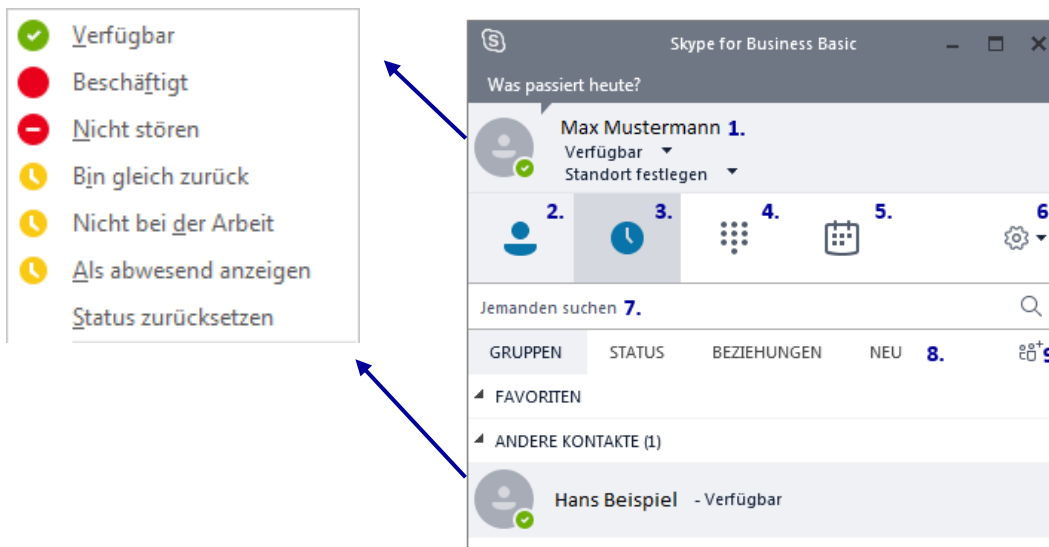 Verfügbar
Beschäftigt
Nicht stören
Bin gleich zurück
Nicht bei der Arbeit
Als abwesend anzeigen
Status zurücksetzen
Skype for Business Basic
Was passiert heute?
Max Mustermann 1.
Verfügbar
Standort festlegen
2. 3. 4. 5. 6
Jemanden suchen 7.
GRUPPEN STATUS BEZIEHUNGEN NEU 8. 9
FAVORITEN
ANDERE KONTAKTE (1)
Hans Beispiel - Verfügbar